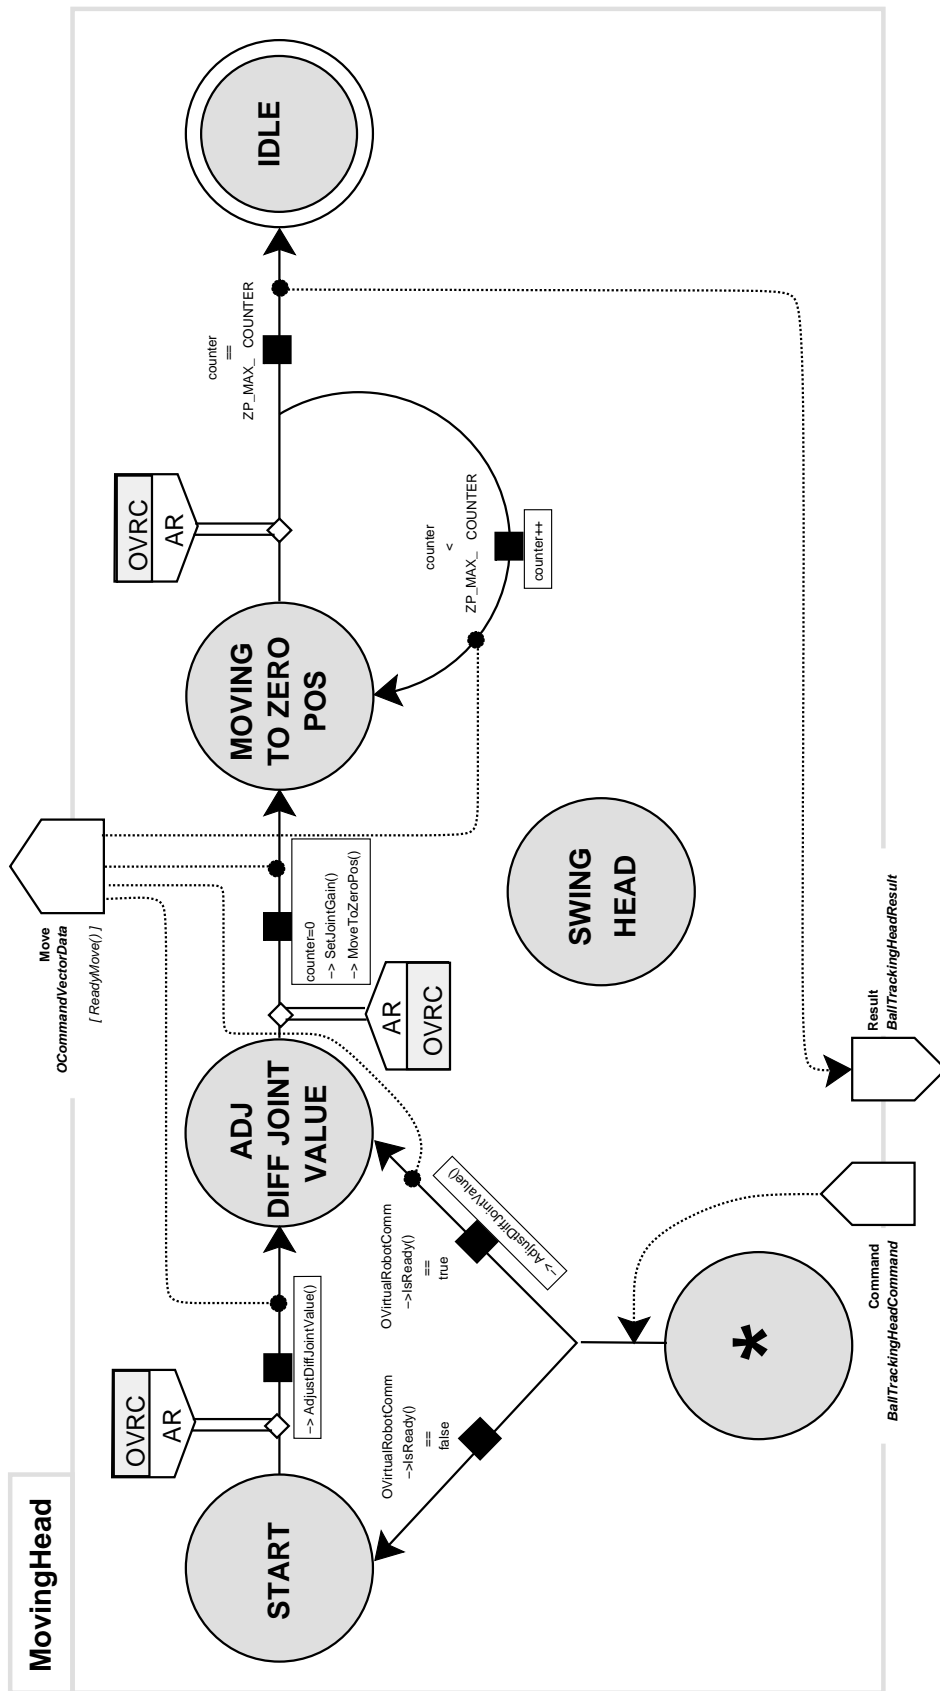 MovingHead
START
OVRC
AR
-> AdjustDiffJointValue()
ADJ
DIFF JOINT
VALUE
AR
OVRC
counter=0
-> SetJointGain()
-> MoveToZeroPos()
Move
OCommandVectorData
[ ReadyMove() ]
MOVING
TO ZERO
POS
OVRC
AR
counter
==
ZP_MAX_ COUNTER
IDLE
counter
<
ZP_MAX_ COUNTER
counter++
OVirtualRobotComm
->IsReady()
==
false
OVirtualRobotComm
->IsReady()
==
true
-> AdjustDiffJointValue()
SWING
HEAD
*
Command
BallTrackingHeadCommand
Result
BallTrackingHeadResult